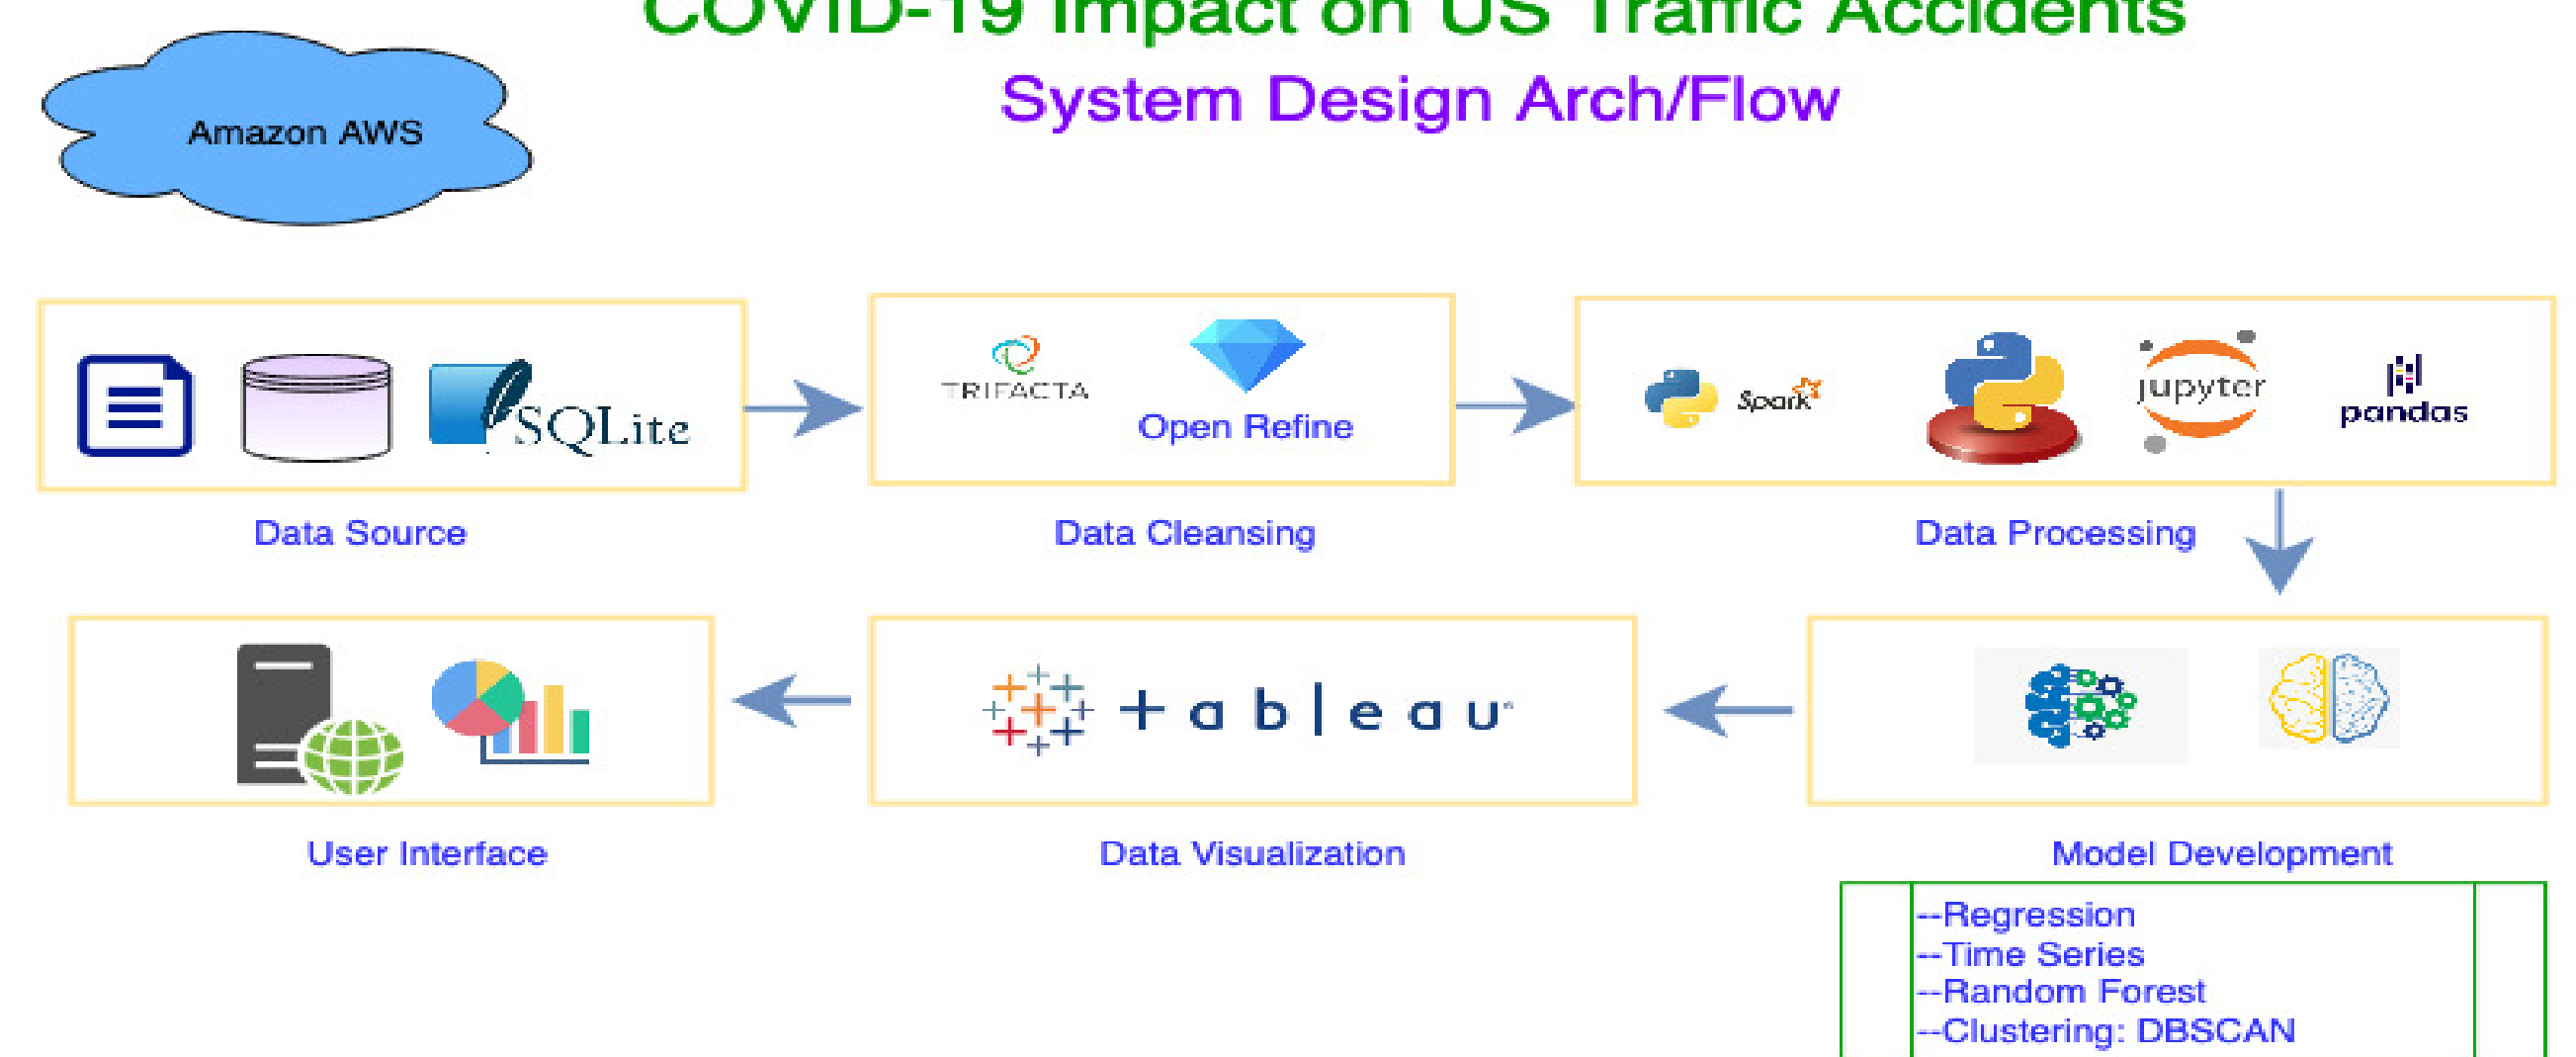 COVID-19 Impact on US Traffic Accidents
System Design Arch/Flow
Amazon AWS
SQLite
TRIFACTA
Open Refine
Spark
jupyter
pandas
Data Source
Data Cleansing
Data Processing
+ableau
User Interface
Data Visualization
Model Development
--Regression
--Time Series
--Random Forest
--Clustering: DBSCAN